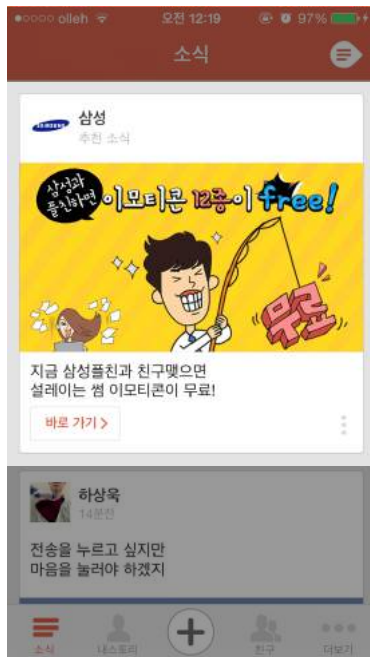 olleh 오전 12:19 97%
소식
SAMSUNG
삼성
추천 소식
삼성과
플친하면
이모티콘 12종이 free!
무료
지금 삼성플친과 친구맺으면
설레이는 썸 이모티콘이 무료!
바로 가기 >
하상욱
14분전
전송을 누르고 싶지만
마음을 눌러야 하겠지
소식 내스토리 친구 더보기